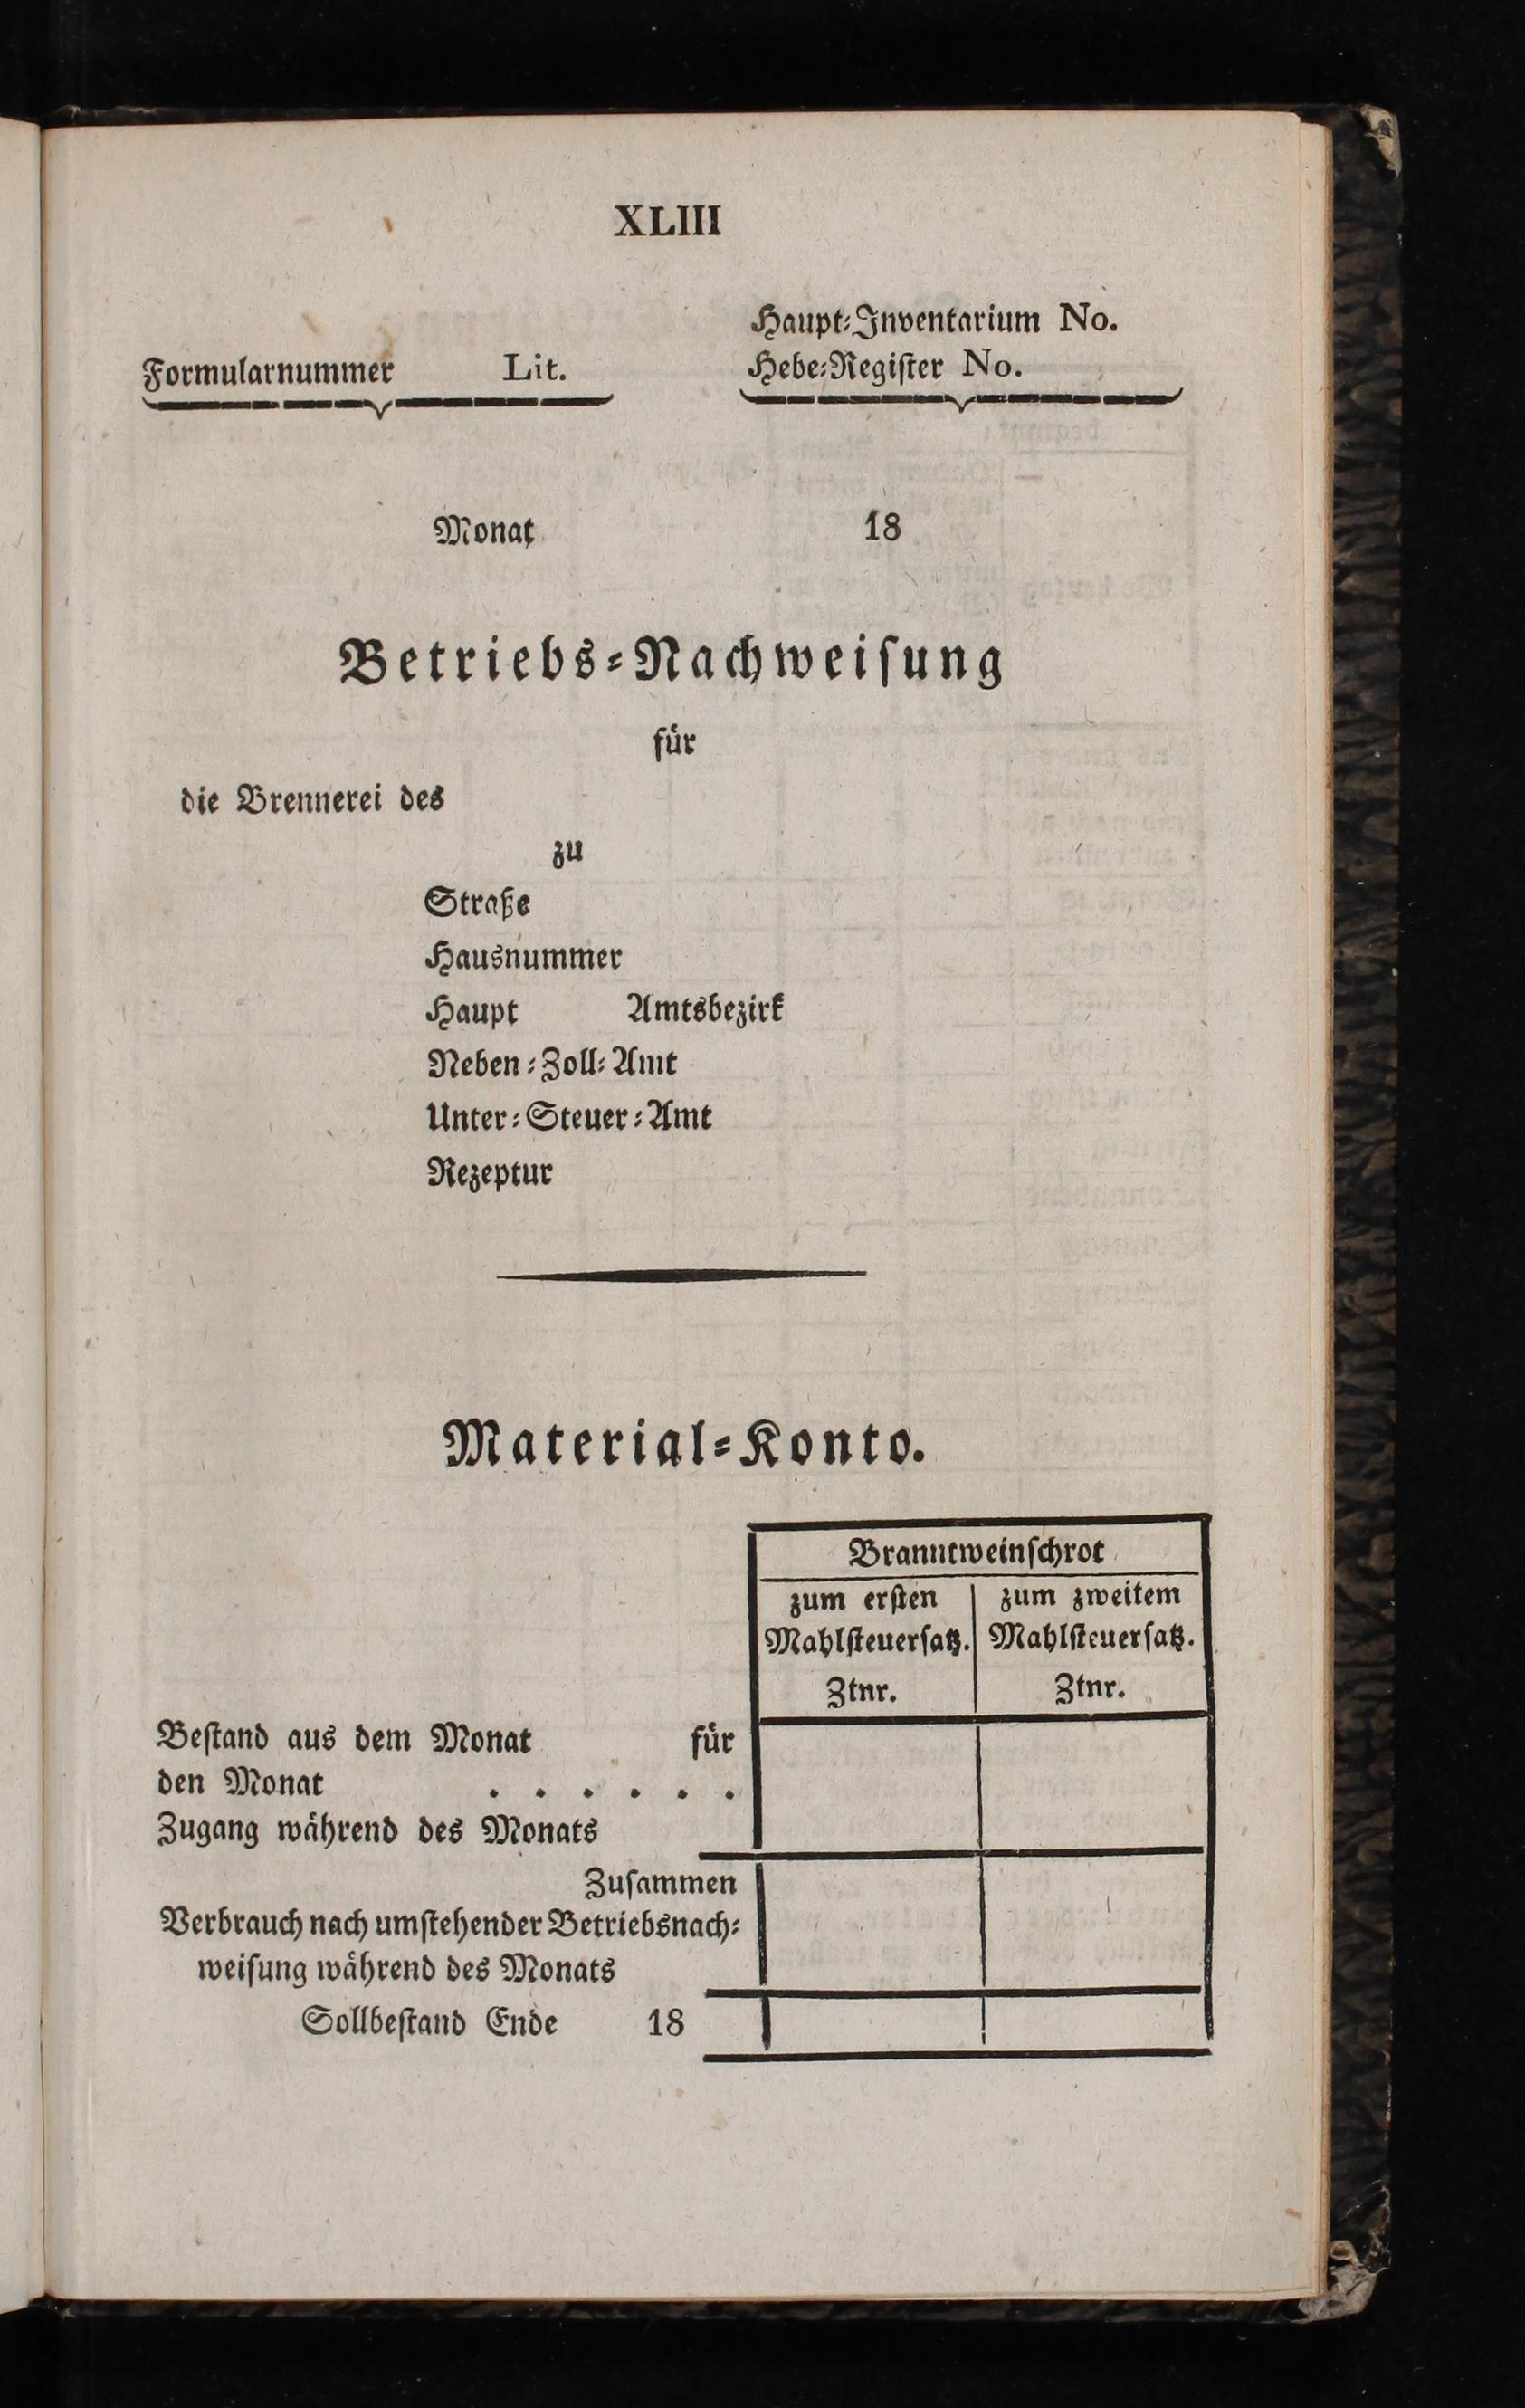 XLIII
Haupt-Inventarium No.
Formularnummer Lit. Hebe-Regiſter No.
Monat 18
Betriebs-Nachweiſung
für
die Brennerei des
zu
Straße
Hausnummer
Haupt Amtsbezirk
Neben-Zoll-Amt
Unter-Steuer-Amt
Rezeptur
Material-Konto.
Branntweinſchrot
zum erſten zum zweitem
Mahlſteuerſatz. Mahlſteuerſatz.
Ztnr. Ztnr.
Beſtand aus dem Monat für
den Monat . . . . . .
Zugang während des Monats
Zuſammen
Verbrauch nach umſtehender Betriebsnach-
weiſung während des Monats
Sollbeſtand Ende 18